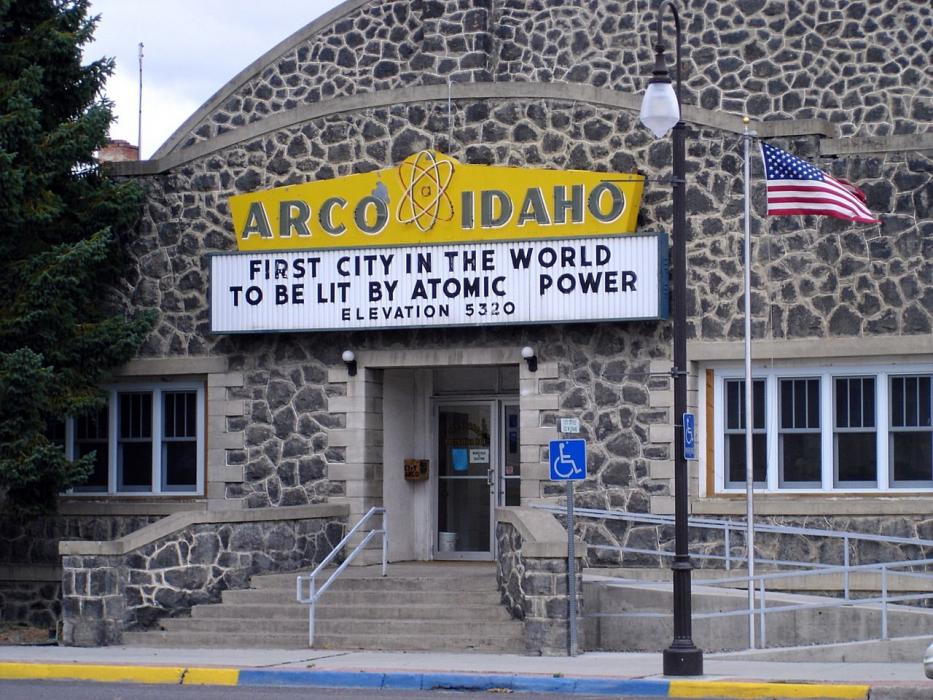 ARCO IDAHO
a
FIRST CITY IN THE WORLD
TO BE LIT BY ATOMIC POWER
ELEVATION 5320